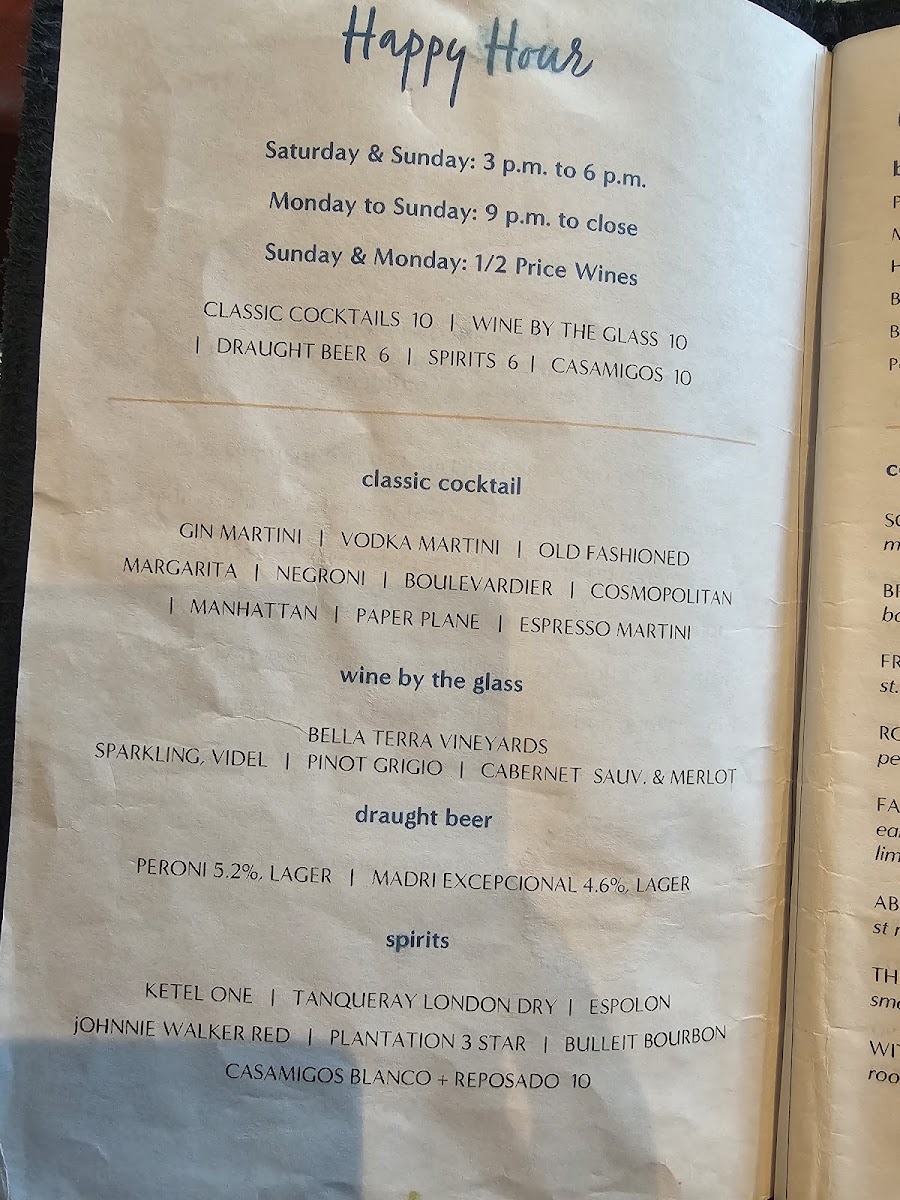 Happy Hour
Saturday & Sunday: 3 p.m. to 6 p.m.
Monday to Sunday: 9 p.m. to close
Sunday & Monday: 1/2 Price Wines
CLASSIC COCKTAILS 10 | WINE BY THE GLASS 10
| DRAUGHT BEER 6 | SPIRITS 6 | CASAMIGOS 10
classic cocktail
GIN MARTINI | VODKA MARTINI | OLD FASHIONED
MARGARITA | NEGRONI | BOULEVARDIER | COSMOPOLITAN
| MANHATTAN | PAPER PLANE | ESPRESSO MARTINI
wine by the glass
BELLA TERRA VINEYARDS
SPARKLING, VIDEL | PINOT GRIGIO | CABERNET SAUV. & MERLOT
draught beer
PERONI 5.2%, LAGER | MADRI EXCEPCIONAL 4.6%, LAGER
spirits
KETEL ONE | TANQUERAY LONDON DRY | ESPOLON
jOHNNIE WALKER RED | PLANTATION 3 STAR | BULLEIT BOURBON
CASAMIGOS BLANCO + REPOSADO 10